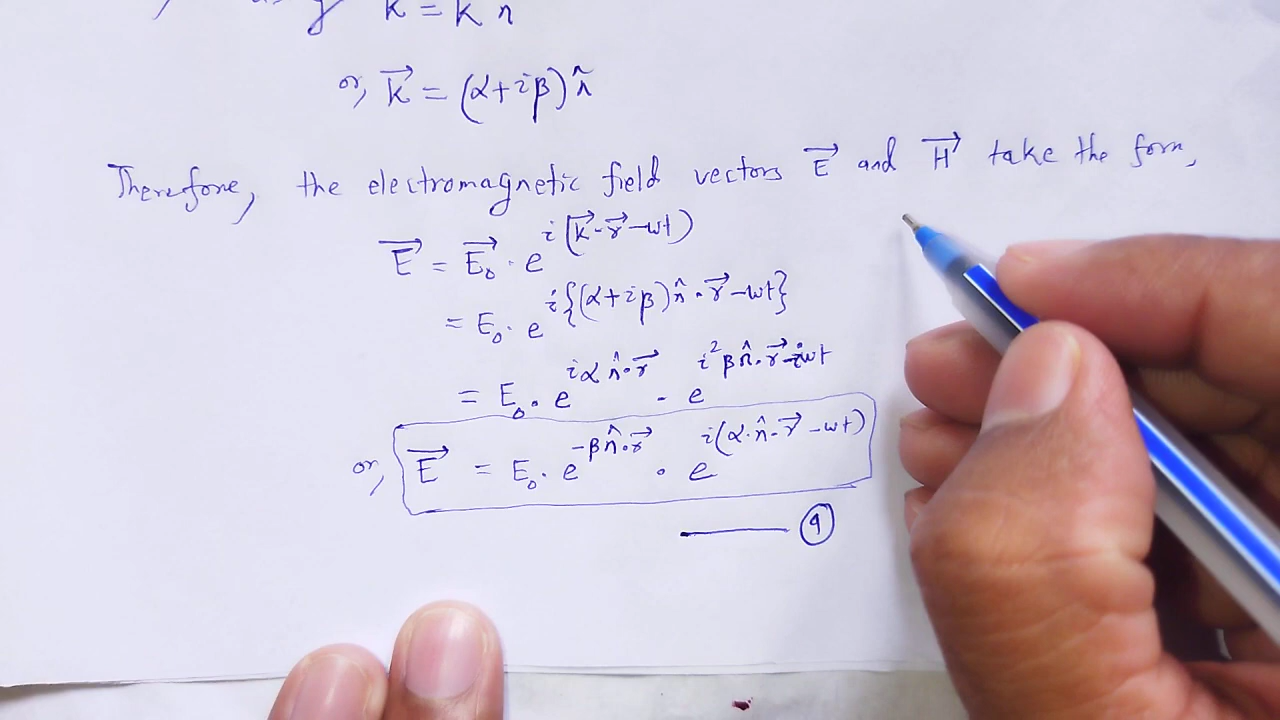 k = k n
or, k⃗ = (α+iβ) n̂
Therefore, the electromagnetic field vectors E⃗ and H⃗ take the form,
E⃗ = E⃗₀ · e^{i(k⃗·r⃗-ωt)}
= E₀ · e^{i{(α+iβ)n̂·r⃗-ωt}}
= E₀ · e^{iα n̂·r⃗} · e^{i²β n̂·r⃗-iωt}
or, E⃗ = E₀ · e^{-β n̂·r⃗} · e^{i(α·n̂·r⃗-ωt)}
—— ⑨